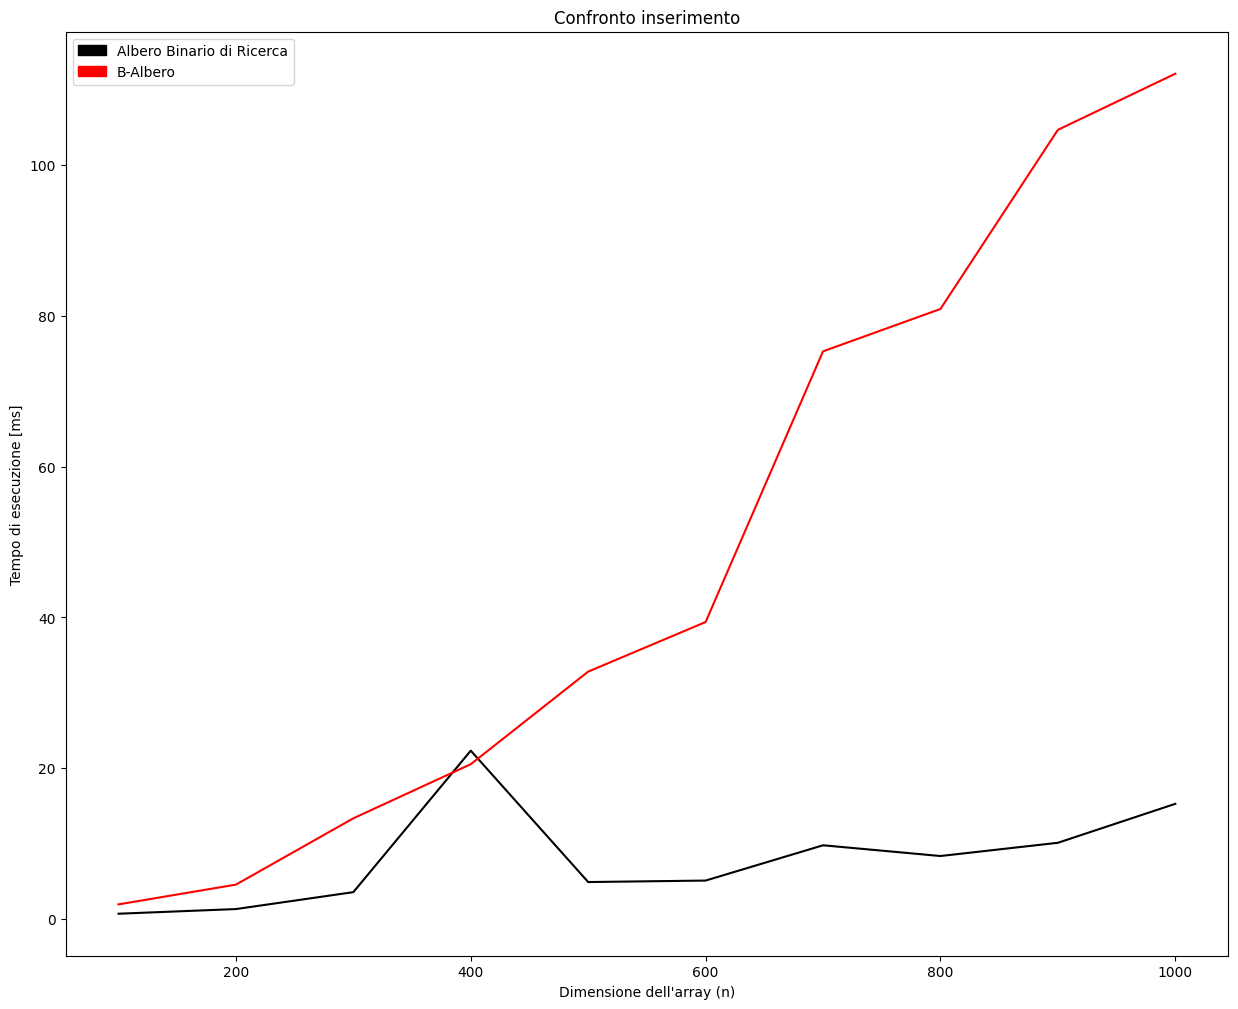 Confronto inserimento
Albero Binario di Ricerca
B-Albero
Tempo di esecuzione [ms]
100
80
60
40
20
0
200
400
600
800
1000
Dimensione dell'array (n)